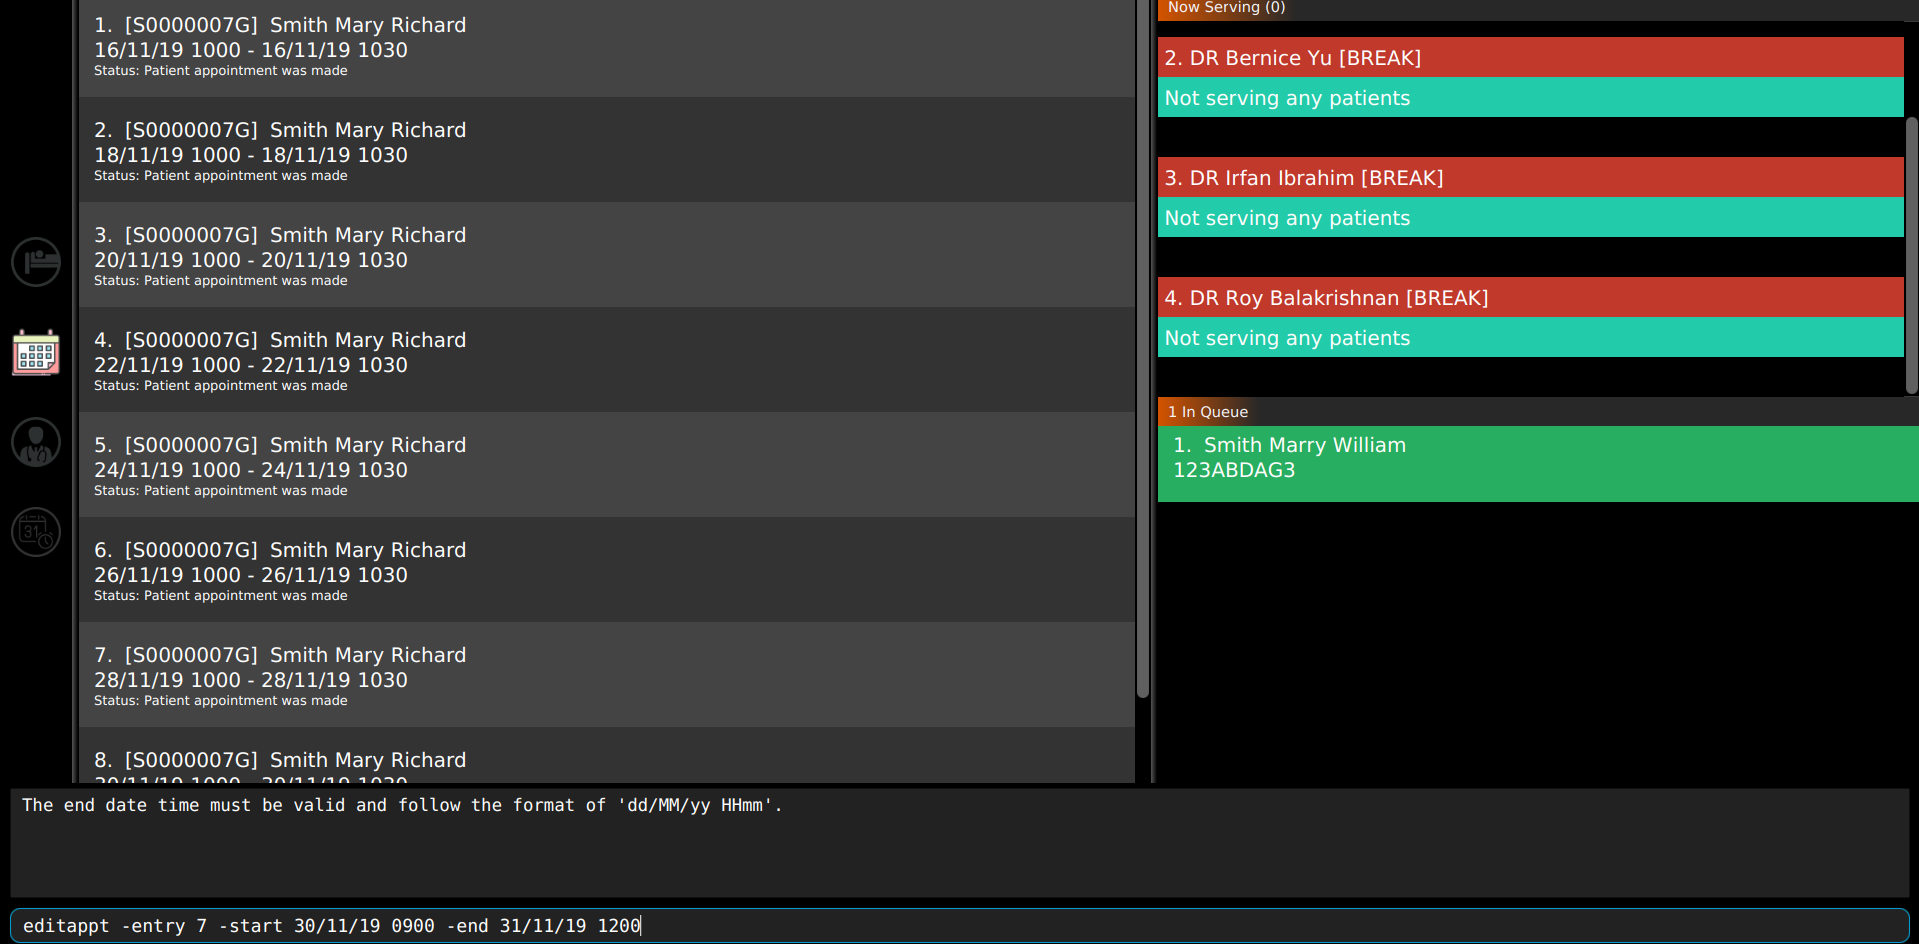 1. [S0000007G] Smith Mary Richard
16/11/19 1000 - 16/11/19 1030
Status: Patient appointment was made
2. [S0000007G] Smith Mary Richard
18/11/19 1000 - 18/11/19 1030
Status: Patient appointment was made
3. [S0000007G] Smith Mary Richard
20/11/19 1000 - 20/11/19 1030
Status: Patient appointment was made
4. [S0000007G] Smith Mary Richard
22/11/19 1000 - 22/11/19 1030
Status: Patient appointment was made
5. [S0000007G] Smith Mary Richard
24/11/19 1000 - 24/11/19 1030
Status: Patient appointment was made
6. [S0000007G] Smith Mary Richard
26/11/19 1000 - 26/11/19 1030
Status: Patient appointment was made
7. [S0000007G] Smith Mary Richard
28/11/19 1000 - 28/11/19 1030
Status: Patient appointment was made
8. [S0000007G] Smith Mary Richard
30/11/19 1000 - 30/11/19 1030
Now Serving (0)
2. DR Bernice Yu [BREAK]
Not serving any patients
3. DR Irfan Ibrahim [BREAK]
Not serving any patients
4. DR Roy Balakrishnan [BREAK]
Not serving any patients
1 In Queue
1. Smith Marry William
123ABDAG3
31
The end date time must be valid and follow the format of 'dd/MM/yy HHmm'.
editappt -entry 7 -start 30/11/19 0900 -end 31/11/19 1200